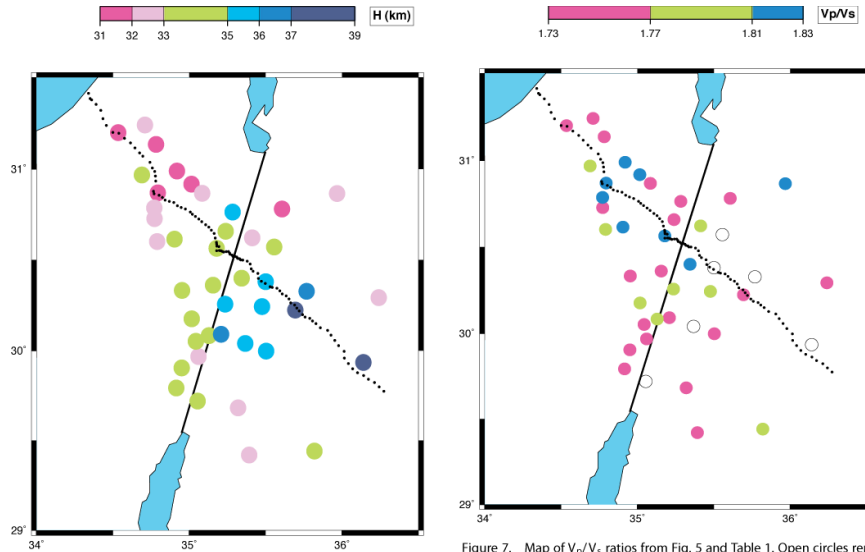 H (km)
31 32 33 35 36 37 39
31°
30°
29°
34° 35° 36°
Vp/Vs
1.73 1.77 1.81 1.83
31°
30°
29°
34° 35° 36°
Figure 7. Map of Vp/Vs ratios from Fig. 5 and Table 1. Open circles re